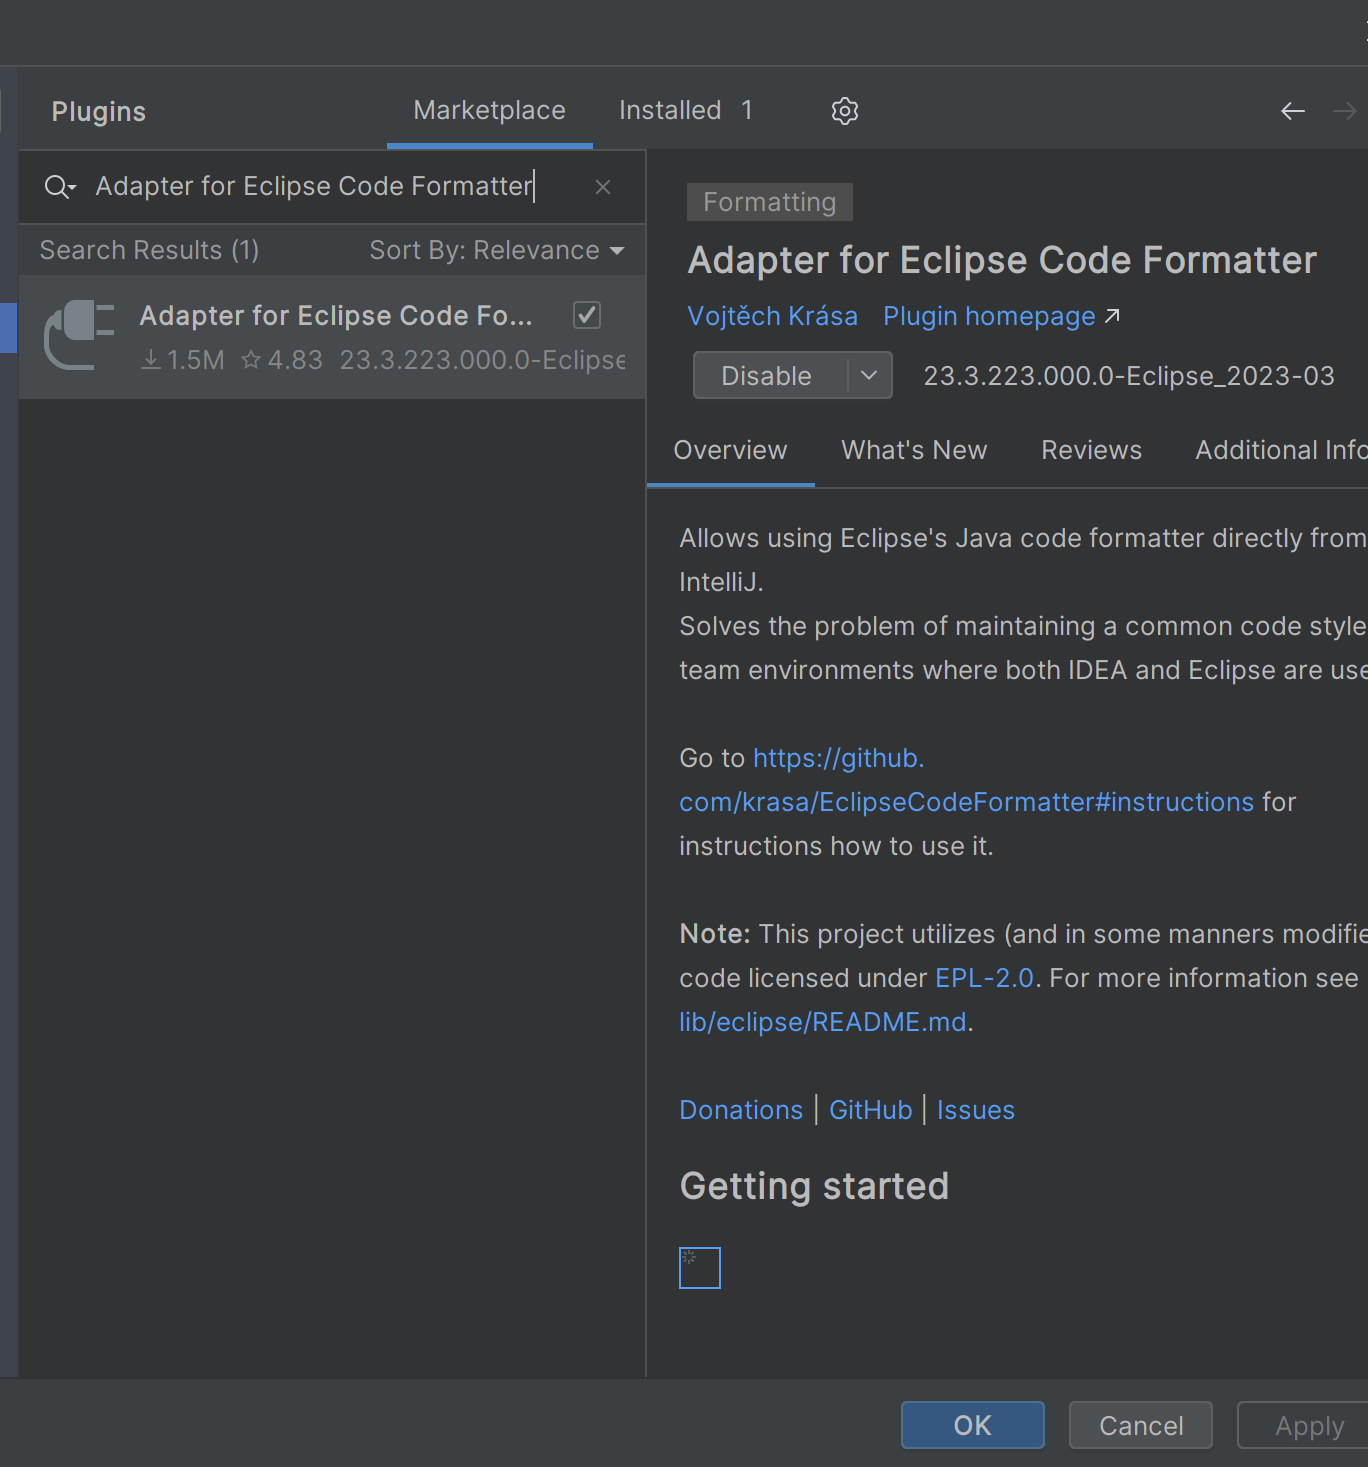 Plugins Marketplace Installed 1
Adapter for Eclipse Code Formatter
Search Results (1) Sort By: Relevance
Adapter for Eclipse Code Fo...
1.5M 4.83 23.3.223.000.0-Eclipse
Formatting
Adapter for Eclipse Code Formatter
Vojtěch Krása Plugin homepage
Disable 23.3.223.000.0-Eclipse_2023-03
Overview What's New Reviews Additional Info
Allows using Eclipse's Java code formatter directly from
IntelliJ.
Solves the problem of maintaining a common code style
team environments where both IDEA and Eclipse are use
Go to https://github.
com/krasa/EclipseCodeFormatter#instructions for
instructions how to use it.
Note: This project utilizes (and in some manners modifie
code licensed under EPL-2.0. For more information see
lib/eclipse/README.md.
Donations | GitHub | Issues
Getting started
OK Cancel Apply